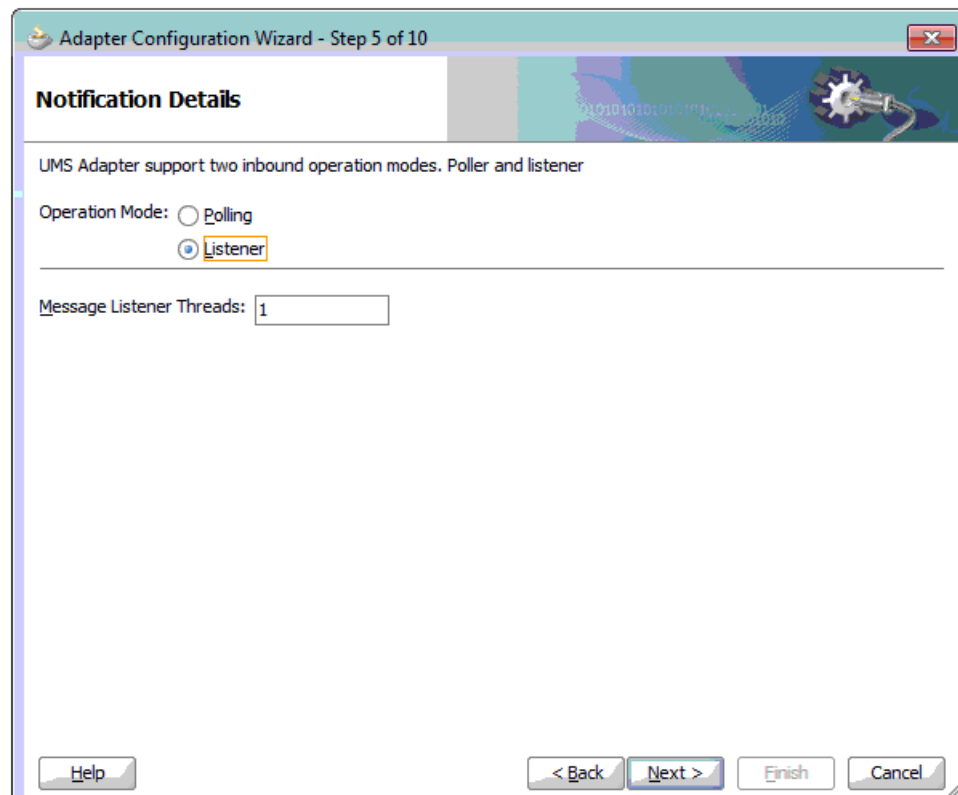 Adapter Configuration Wizard - Step 5 of 10
Notification Details
UMS Adapter support two inbound operation modes. Poller and listener
Operation Mode: Polling
Listener
Message Listener Threads: 1
Help < Back Next > Finish Cancel